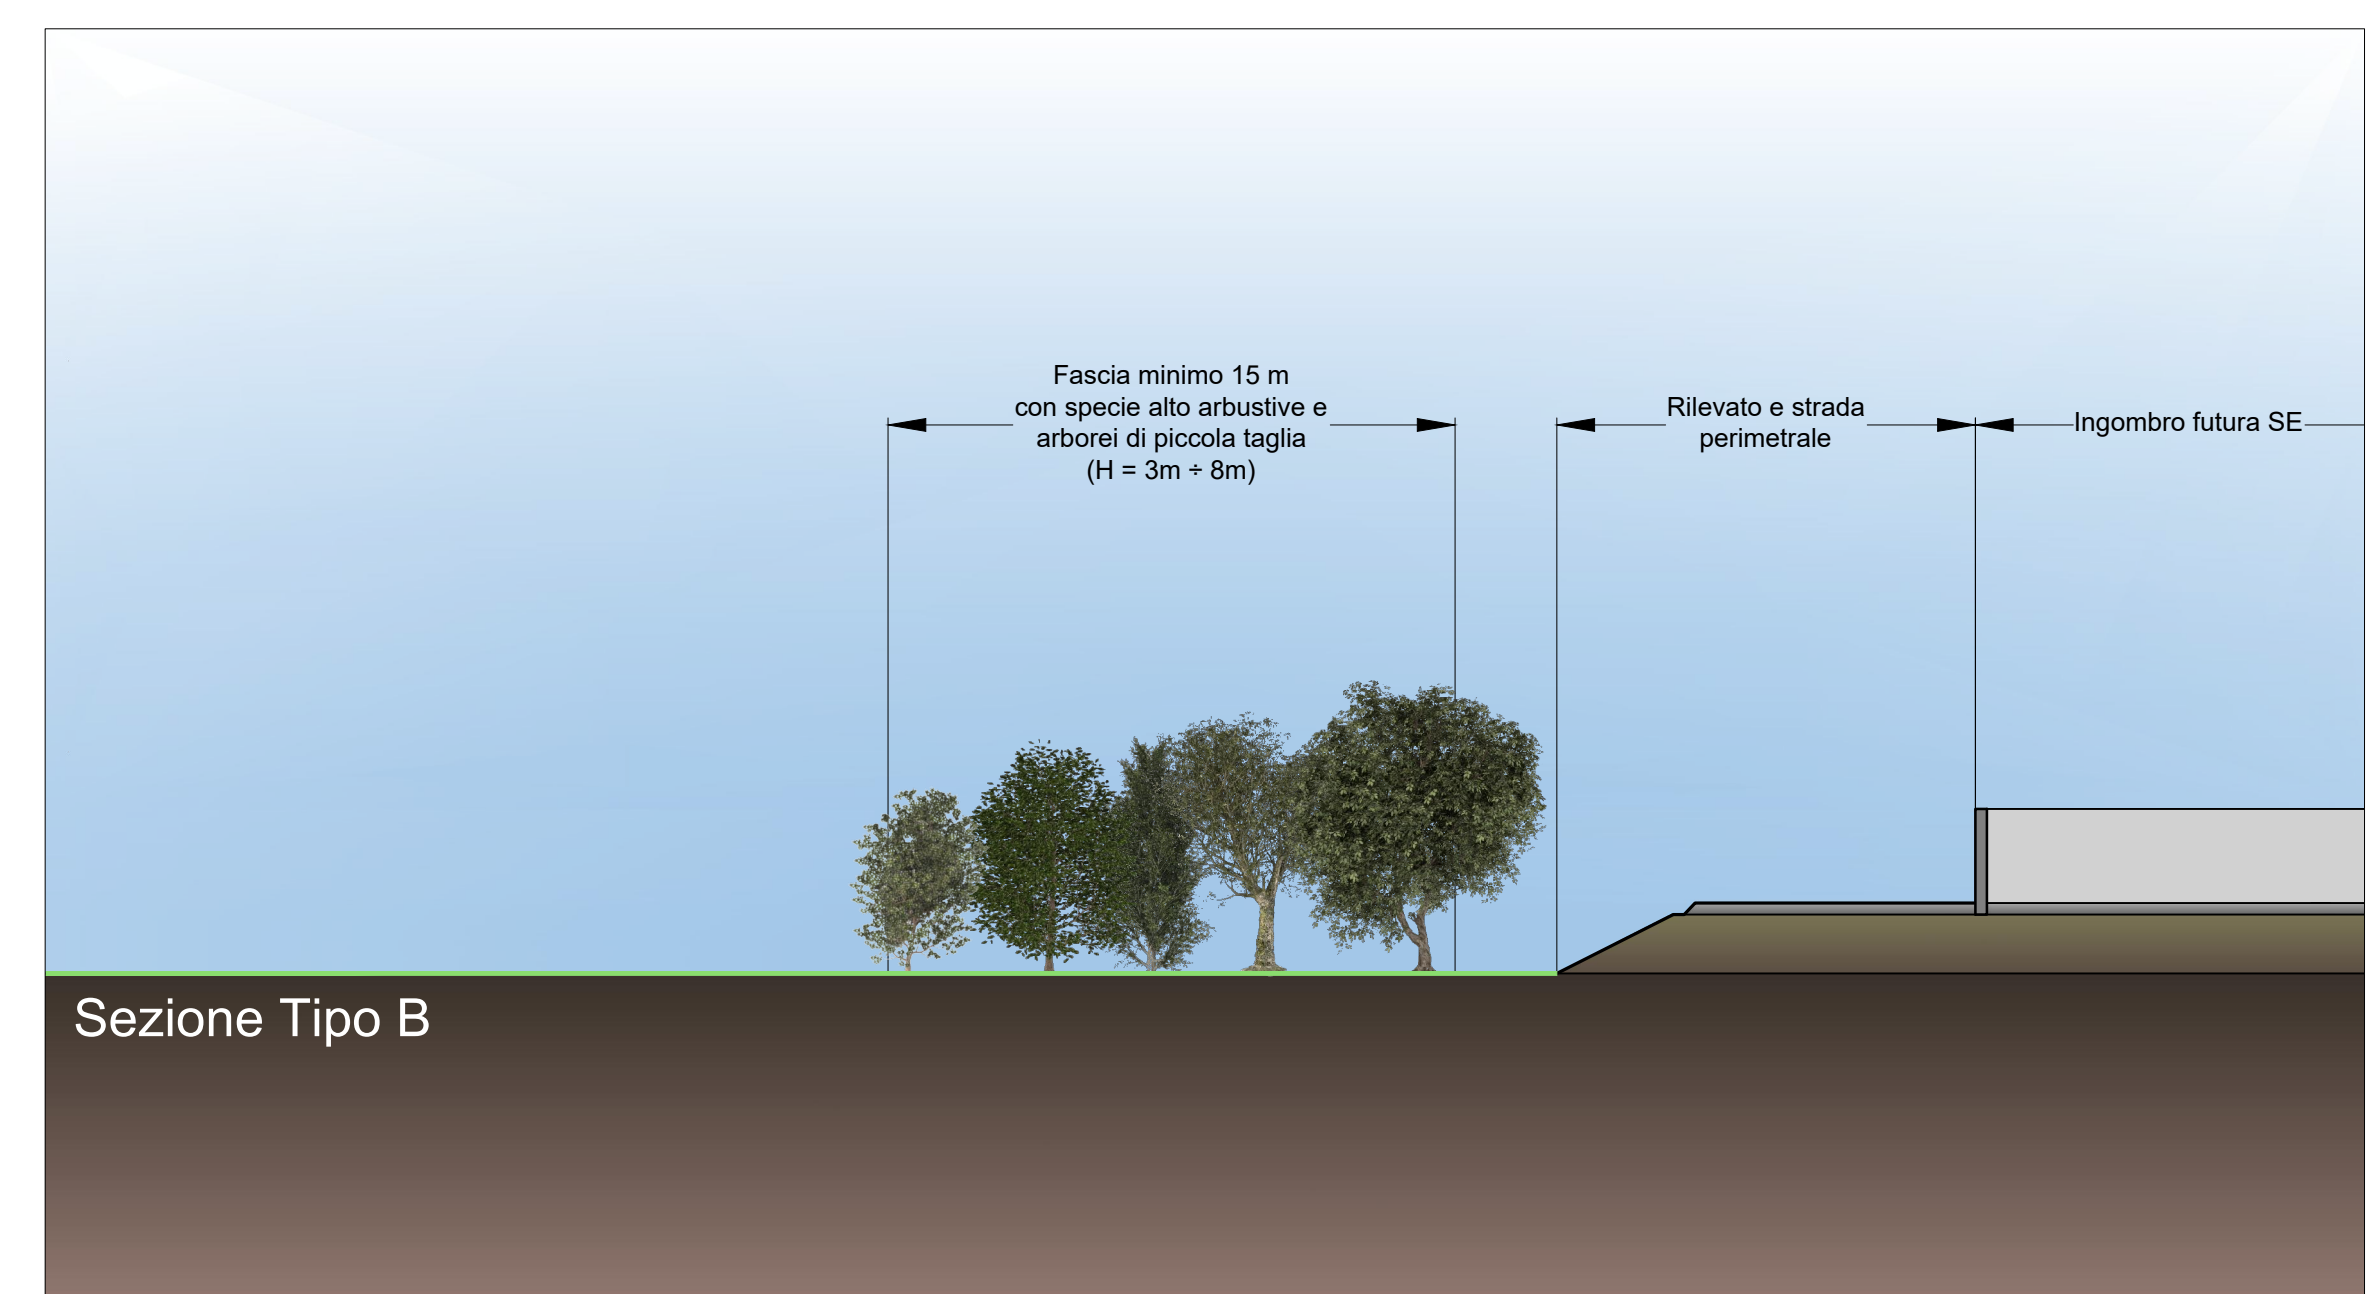 Fascia minimo 15 m
con specie alto arbustive e
arborei di piccola taglia
(H = 3m ÷ 8m)
Rilevato e strada
perimetrale
Ingombro futura SE
Sezione Tipo B